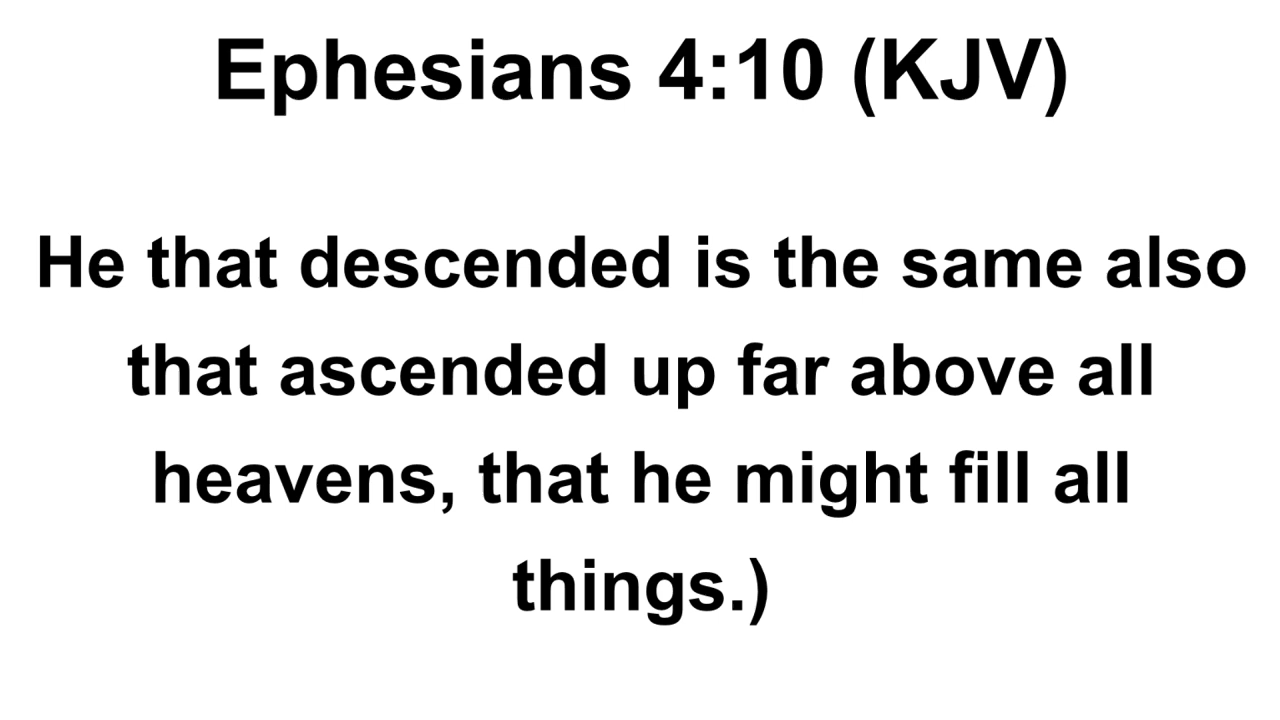 Ephesians 4:10 (KJV)
He that descended is the same also
that ascended up far above all
heavens, that he might fill all
things.)